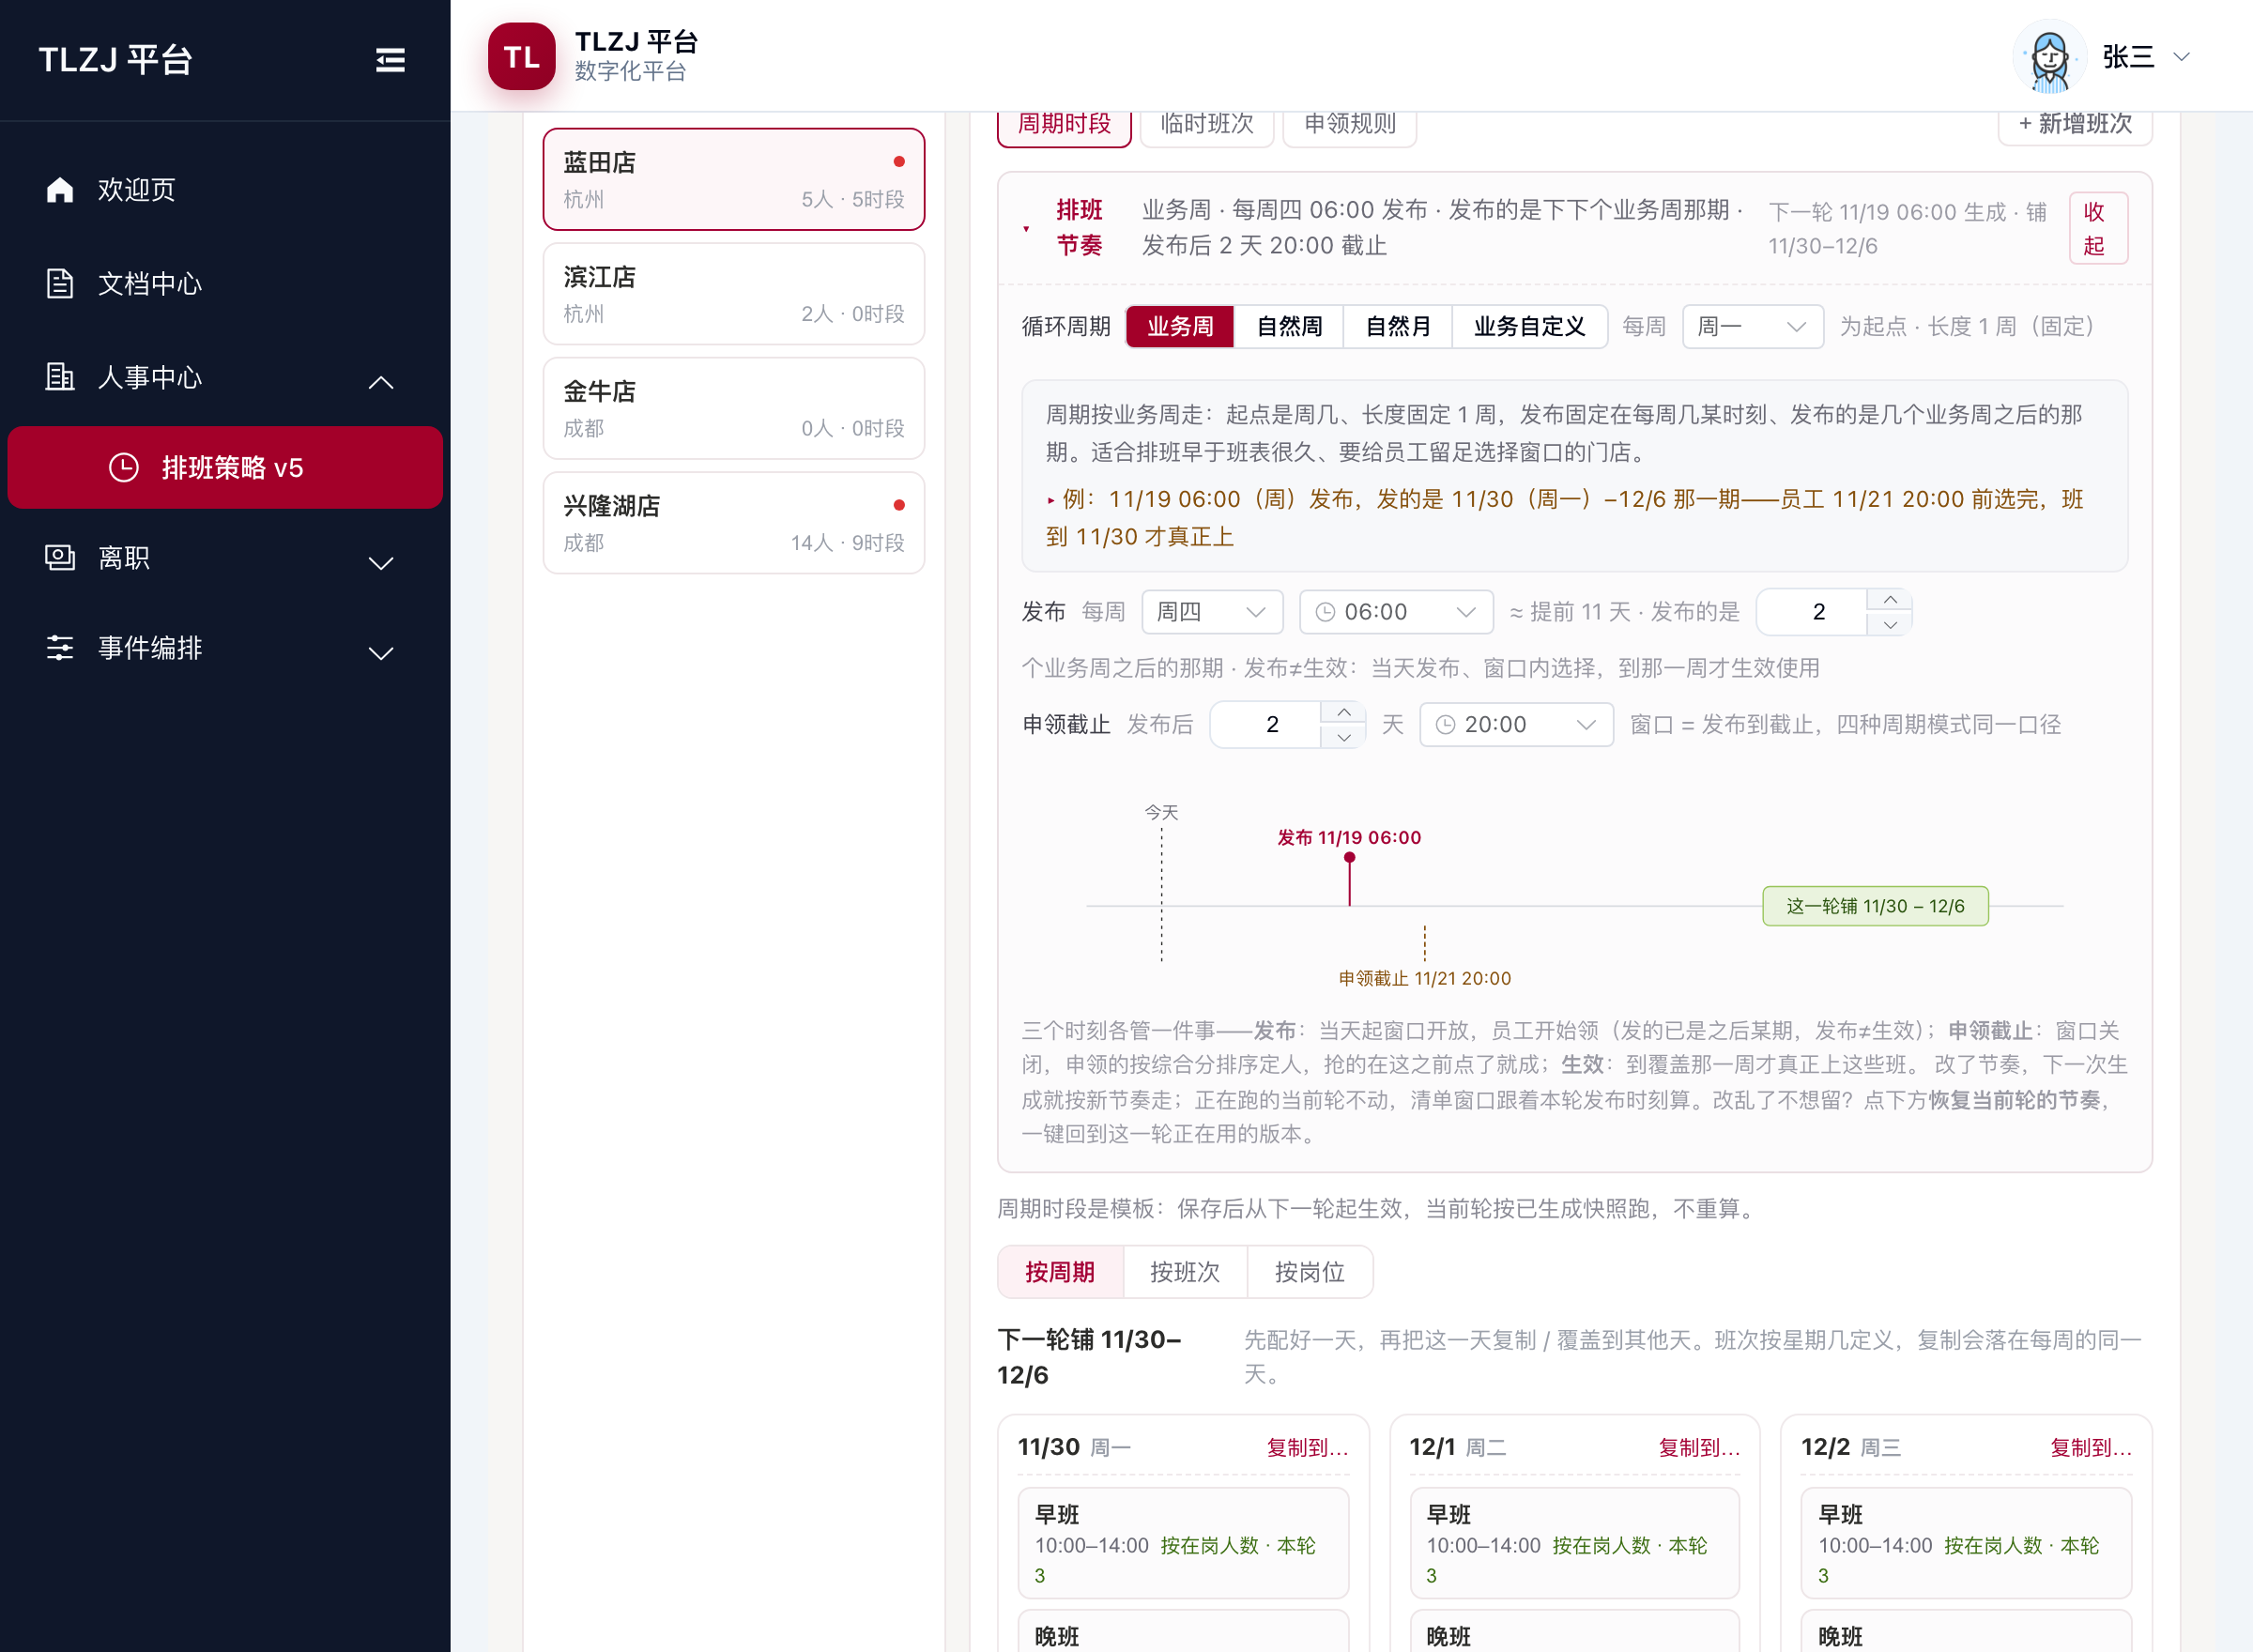 TLZJ 平台
欢迎页
文档中心
人事中心
排班策略 v5
离职
事件编排
TL
TLZJ 平台
数字化平台
张三
蓝田店
杭州
5人 · 5时段
滨江店
杭州
2人 · 0时段
金牛店
成都
0人 · 0时段
兴隆湖店
成都
14人 · 9时段
周期时段
临时班次
申领规则
+ 新增班次
排班
节奏
业务周 · 每周四 06:00 发布 · 发布的是下下个业务周那期 ·
发布后 2 天 20:00 截止
下一轮 11/19 06:00 生成 · 铺
11/30–12/6
收
起
循环周期 业务周 自然周 自然月 业务自定义 每周 周一 为起点 · 长度 1 周（固定）
周期按业务周走：起点是周几、长度固定 1 周，发布固定在每周几某时刻、发布的是几个业务周之后的那
期。适合排班早于班表很久、要给员工留足选择窗口的门店。
▸ 例：11/19 06:00（周）发布，发的是 11/30（周一）–12/6 那一期——员工 11/21 20:00 前选完，班
到 11/30 才真正上
发布 每周 周四 06:00 ≈ 提前 11 天 · 发布的是 2
个业务周之后的那期 · 发布≠生效：当天发布、窗口内选择，到那一周才生效使用
申领截止 发布后 2 天 20:00 窗口 = 发布到截止，四种周期模式同一口径
今天
发布 11/19 06:00
这一轮铺 11/30 – 12/6
申领截止 11/21 20:00
三个时刻各管一件事——发布：当天起窗口开放，员工开始领（发的已是之后某期，发布≠生效）；申领截止：窗口关
闭，申领的按综合分排序定人，抢的在这之前点了就成；生效：到覆盖那一周才真正上这些班。 改了节奏，下一次生
成就按新节奏走；正在跑的当前轮不动，清单窗口跟着本轮发布时刻算。改乱了不想留？点下方恢复当前轮的节奏，
一键回到这一轮正在用的版本。
周期时段是模板：保存后从下一轮起生效，当前轮按已生成快照跑，不重算。
按周期
按班次
按岗位
下一轮铺 11/30–
12/6
先配好一天，再把这一天复制 / 覆盖到其他天。班次按星期几定义，复制会落在每周的同一
天。
11/30 周一 复制到…
早班
10:00–14:00 按在岗人数 · 本轮
3
晚班
12/1 周二 复制到…
早班
10:00–14:00 按在岗人数 · 本轮
3
晚班
12/2 周三 复制到…
早班
10:00–14:00 按在岗人数 · 本轮
3
晚班